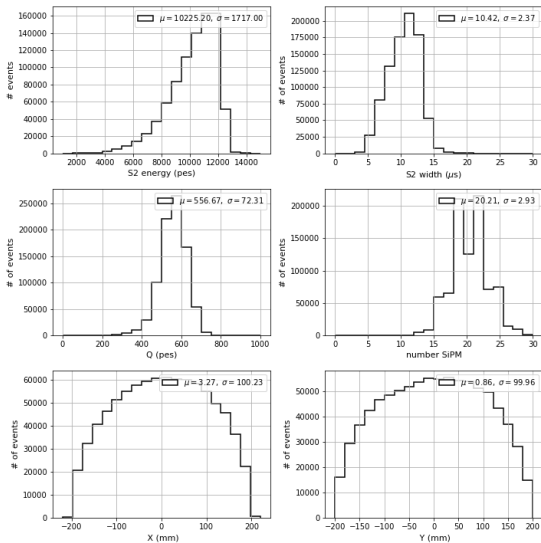 μ = 10225.20, σ = 1717.00
# events
160000
140000
120000
100000
80000
60000
40000
20000
0
2000 4000 6000 8000 10000 12000 14000
S2 energy (pes)
μ = 10.42, σ = 2.37
# of events
200000
175000
150000
125000
100000
75000
50000
25000
0
0 5 10 15 20 25 30
S2 width (μs)
μ = 556.67, σ = 72.31
# of events
250000
200000
150000
100000
50000
0
0 200 400 600 800 1000
Q (pes)
μ = 20.21, σ = 2.93
# of events
200000
150000
100000
50000
0
0 5 10 15 20 25 30
number SiPM
μ = 3.27, σ = 100.23
# of events
60000
50000
40000
30000
20000
10000
0
−200 −100 0 100 200
X (mm)
μ = 0.86, σ = 99.96
# of events
50000
40000
30000
20000
10000
0
−200 −150 −100 −50 0 50 100 150 200
Y (mm)